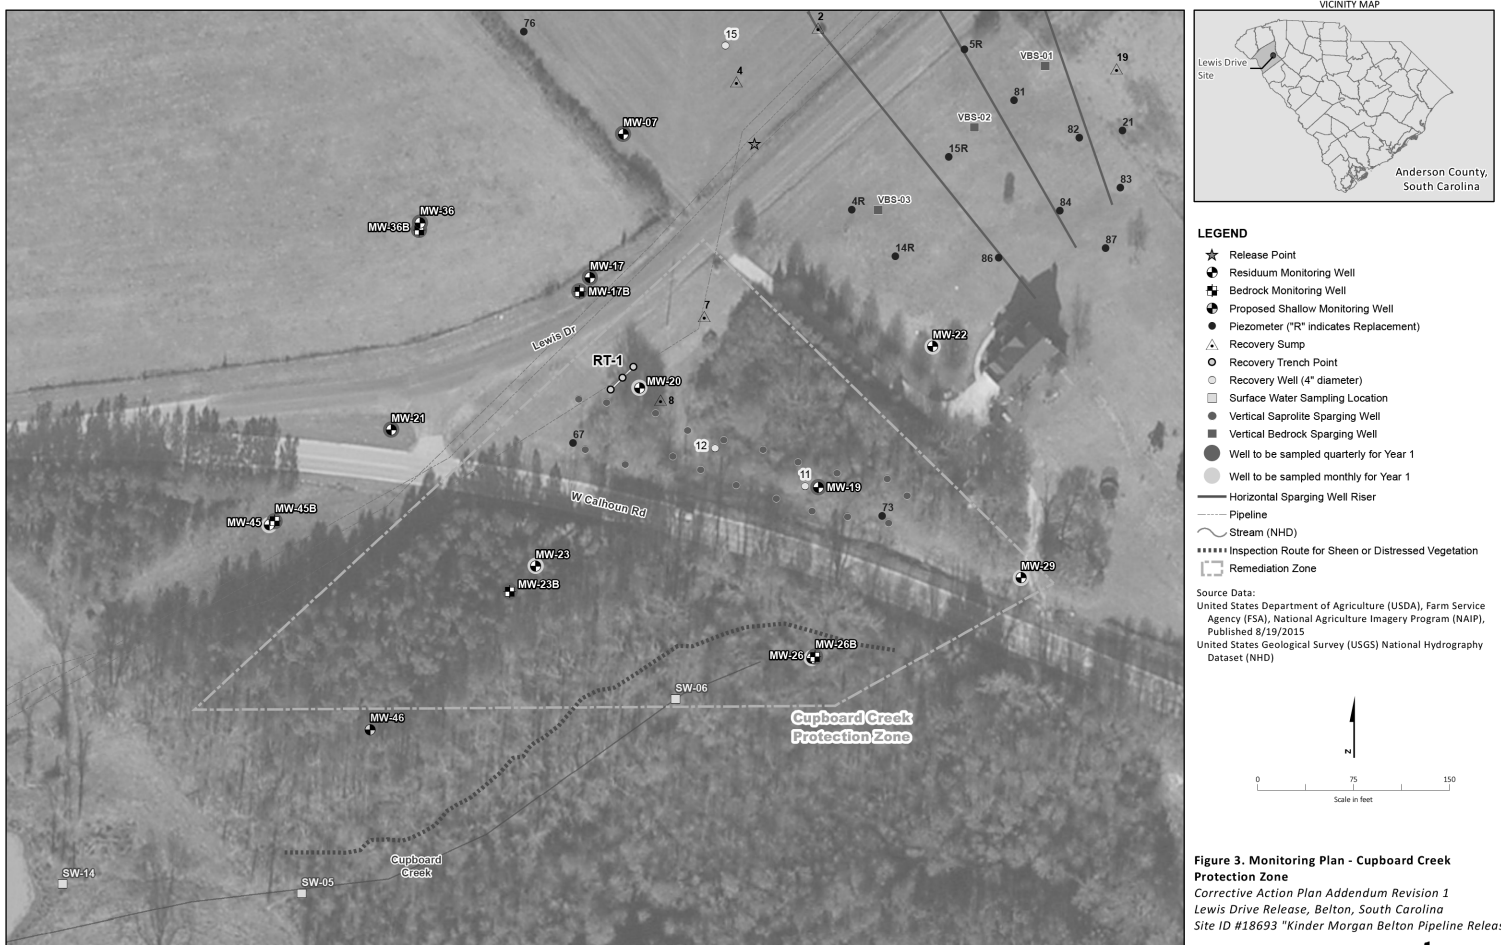 VICINITY MAP
Lewis Drive
Site
Anderson County,
South Carolina
76
15
2
5R
VBS-01
19
4
81
MW-07
VBS-02
82
21
15R
83
MW-36
MW-36B
4R
VBS-03
84
14R
86
87
MW-17
MW-17B
7
Lewis Dr
MW-22
RT-1
MW-20
8
MW-21
67
12
11
MW-19
W Calhoun Rd
73
MW-45B
MW-45
MW-23
MW-23B
MW-29
MW-26B
MW-26
SW-06
MW-46
Cupboard Creek
Protection Zone
Cupboard
Creek
SW-14
SW-05
LEGEND
Release Point
Residuum Monitoring Well
Bedrock Monitoring Well
Proposed Shallow Monitoring Well
Piezometer ("R" indicates Replacement)
Recovery Sump
Recovery Trench Point
Recovery Well (4" diameter)
Surface Water Sampling Location
Vertical Saprolite Sparging Well
Vertical Bedrock Sparging Well
Well to be sampled quarterly for Year 1
Well to be sampled monthly for Year 1
Horizontal Sparging Well Riser
Pipeline
Stream (NHD)
Inspection Route for Sheen or Distressed Vegetation
Remediation Zone
Source Data:
United States Department of Agriculture (USDA), Farm Service
Agency (FSA), National Agriculture Imagery Program (NAIP),
Published 8/19/2015
United States Geological Survey (USGS) National Hydrography
Dataset (NHD)
N
0 75 150
Scale in feet
Figure 3. Monitoring Plan - Cupboard Creek
Protection Zone
Corrective Action Plan Addendum Revision 1
Lewis Drive Release, Belton, South Carolina
Site ID #18693 "Kinder Morgan Belton Pipeline Releas